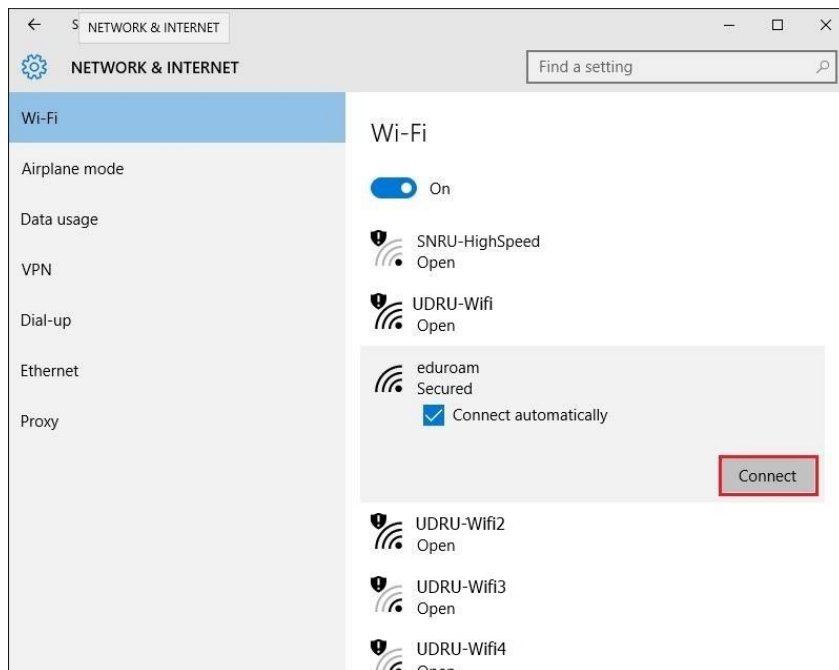 S
NETWORK & INTERNET
NETWORK & INTERNET
Find a setting
Wi-Fi
Airplane mode
Data usage
VPN
Dial-up
Ethernet
Proxy
Wi-Fi
On
SNRU-HighSpeed
Open
UDRU-Wifi
Open
eduroam
Secured
Connect automatically
Connect
UDRU-Wifi2
Open
UDRU-Wifi3
Open
UDRU-Wifi4
Open